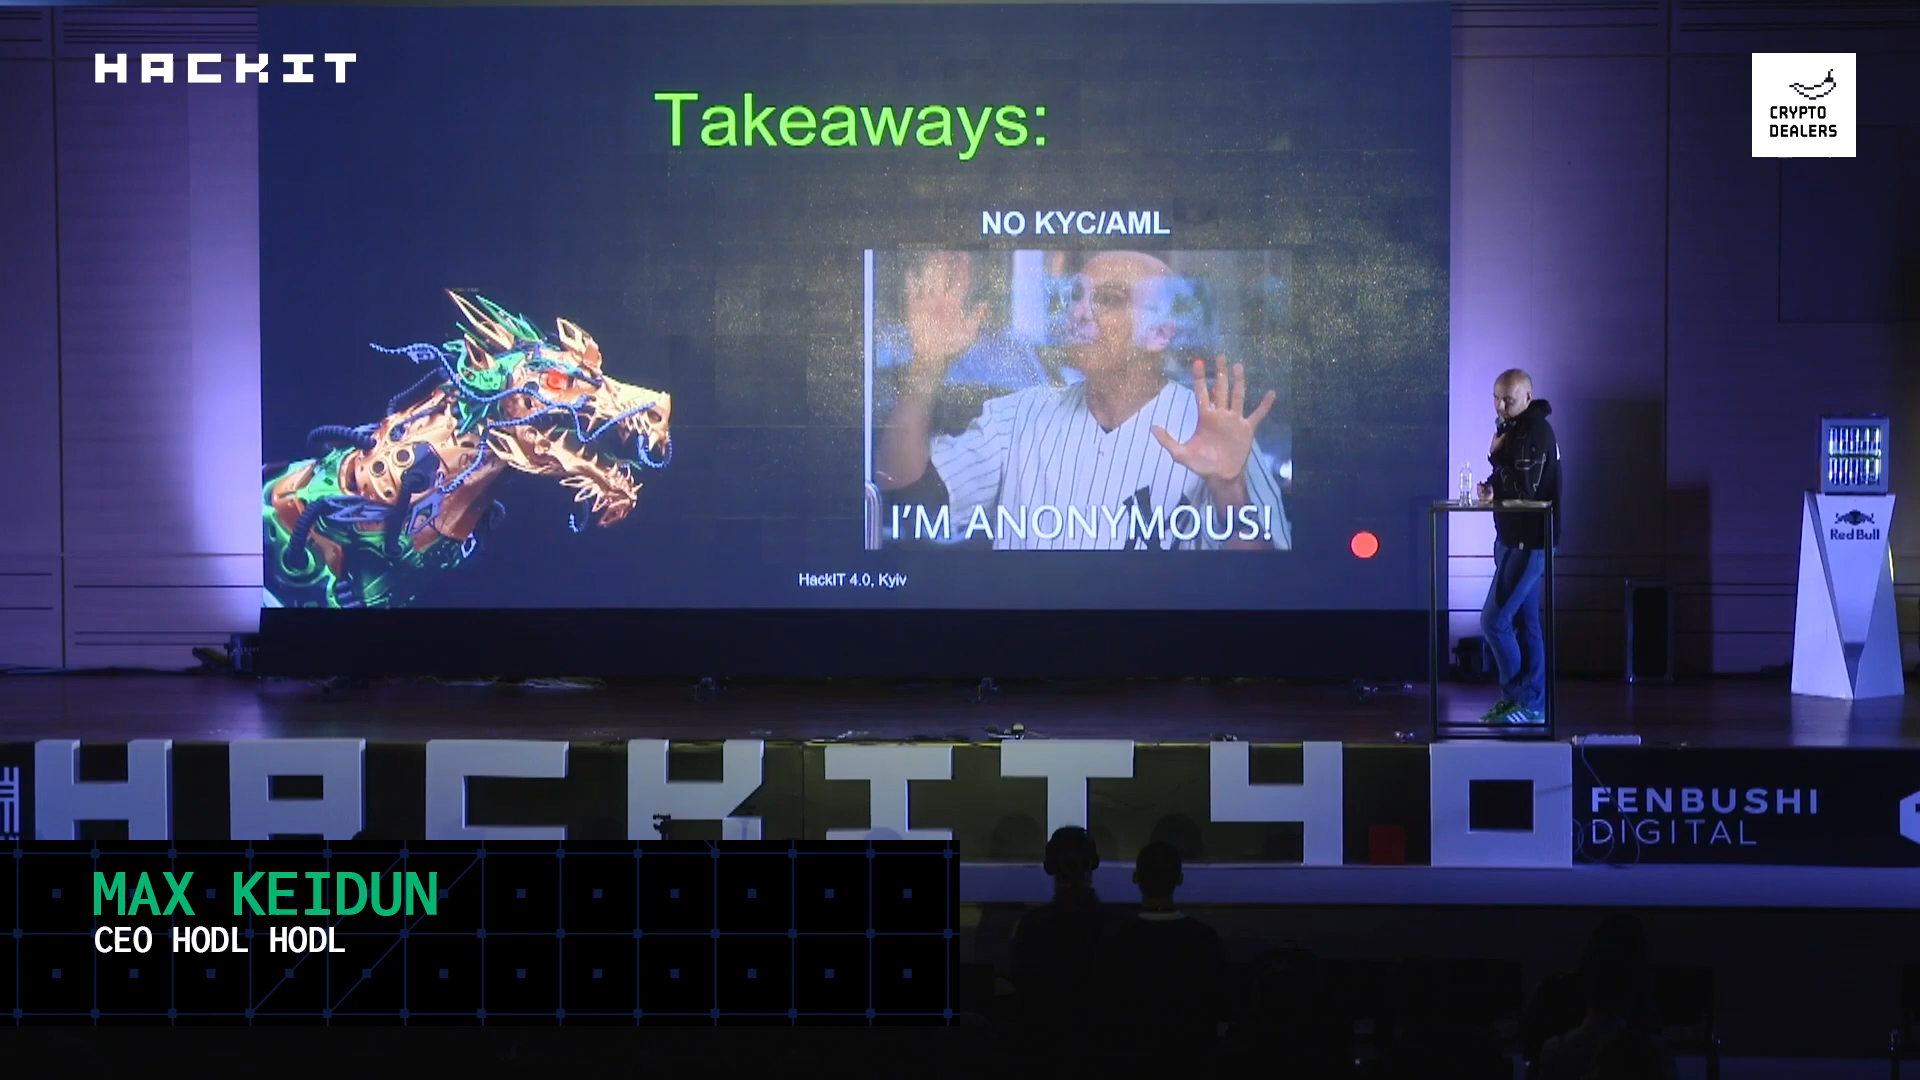 HACKIT
CRYPTO
DEALERS
Takeaways:
NO KYC/AML
I'M ANONYMOUS!
HackIT 4.0, Kyiv
Red Bull
HACKIT 4.0
FENBUSHI
DIGITAL
MAX KEIDUN
CEO HODL HODL